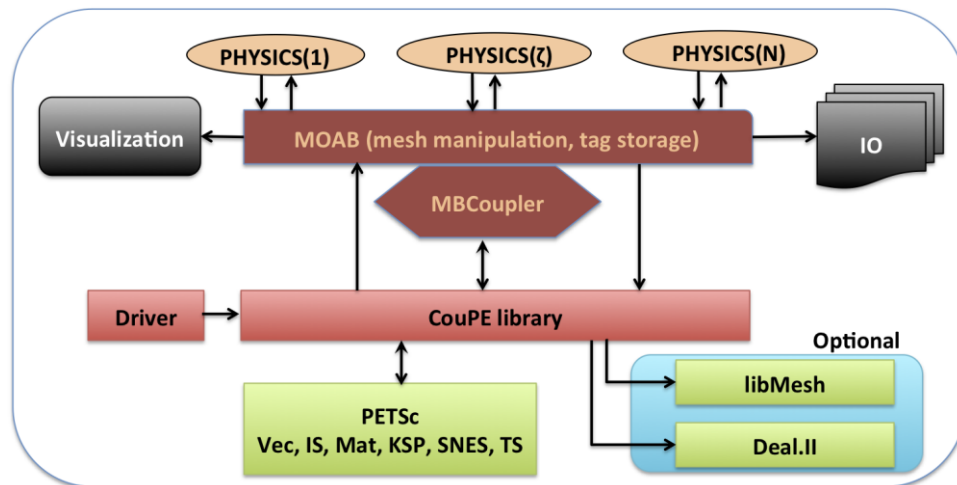 PHYSICS(1)
PHYSICS(ζ)
PHYSICS(N)
Visualization
MOAB (mesh manipulation, tag storage)
IO
MBCoupler
Driver
CouPE library
Optional
PETSc
Vec, IS, Mat, KSP, SNES, TS
libMesh
Deal.II